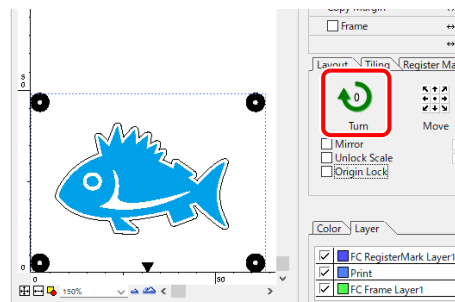 Copy Margin
Frame
Layout Tiling Register Ma
0
Turn
Move
Mirror
Unlock Scale
Origin Lock
Color Layer
FC RegisterMark Layer1
Print
FC Frame Layer1
50
0
0
50
150%